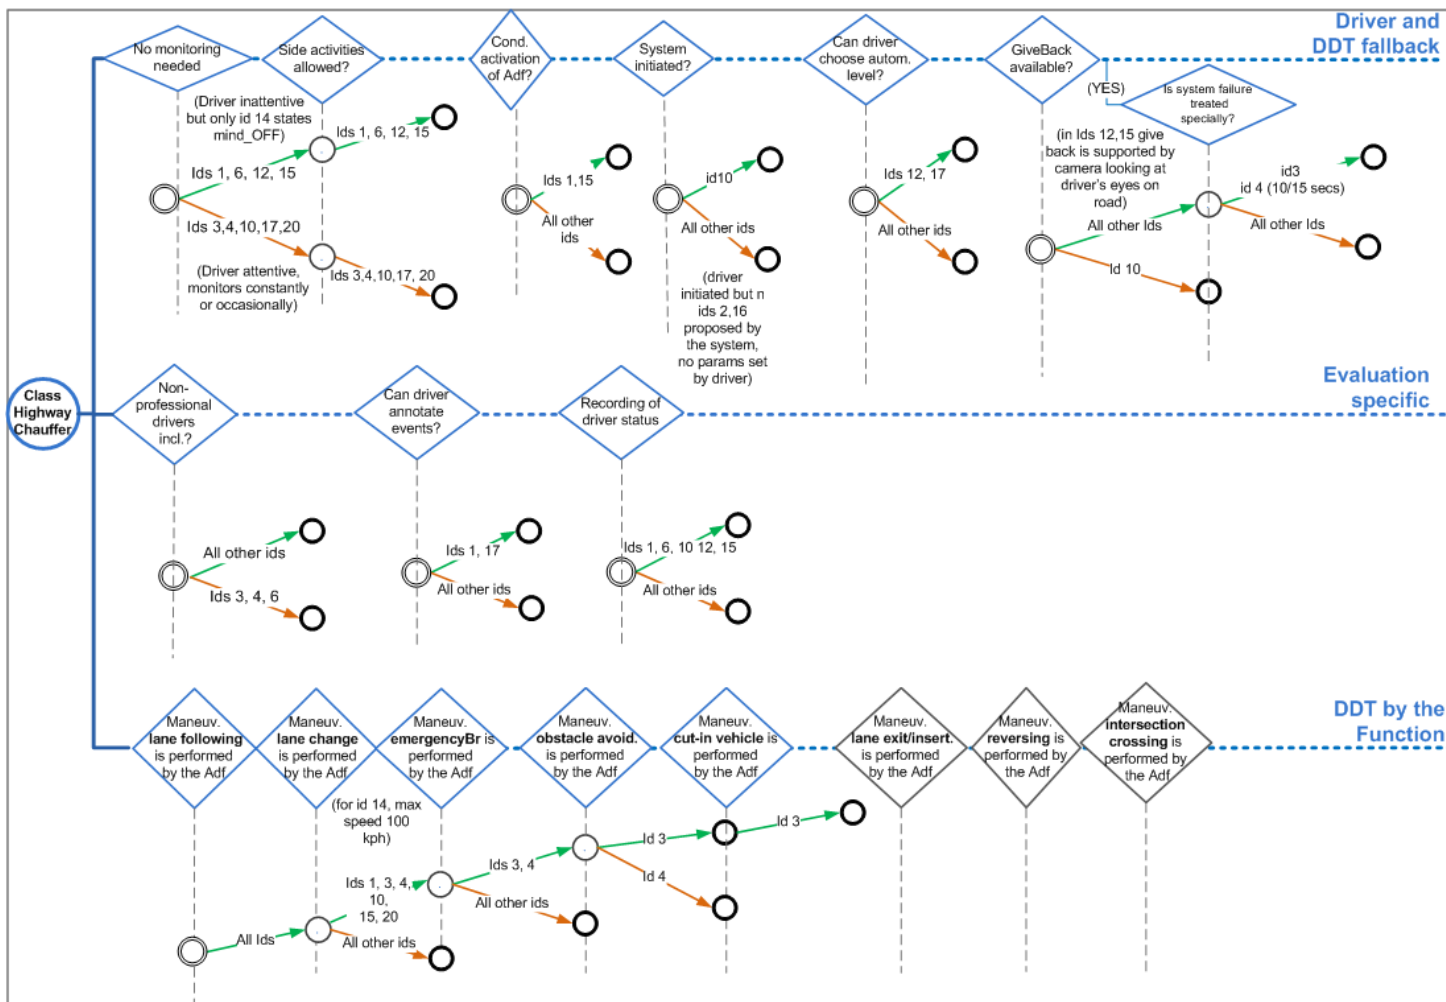 Driver and
DDT fallback
No monitoring
needed
Side activities
allowed?
Cond.
activation
of Adf?
System
initiated?
Can driver
choose autom.
level?
GiveBack
available?
(YES)
Is system failure
treated
specially?
(Driver inattentive
but only id 14 states
mind_OFF)
Ids 1, 6, 12, 15
Ids 1, 6, 12, 15
Ids 3,4,10,17,20
Ids 3,4,10,17, 20
(Driver attentive,
monitors constantly
or occasionally)
Ids 1,15
All other
ids
id10
All other ids
(driver
initiated but n
ids 2,16
proposed by
the system,
no params set
by driver)
Ids 12, 17
All other ids
(in Ids 12,15 give
back is supported by
camera looking at
driver's eyes on
road)
All other Ids
Id 10
id3
id 4 (10/15 secs)
All other Ids
Class
Highway
Chauffer
Evaluation
specific
Non-
professional
drivers
incl.?
Can driver
annotate
events?
Recording of
driver status
All other ids
Ids 3, 4, 6
Ids 1, 17
All other ids
Ids 1, 6, 10 12, 15
All other ids
DDT by the
Function
Maneuv.
lane following
is performed
by the Adf
Maneuv.
lane change
is performed
by the Adf
Maneuv.
emergencyBr is
performed
by the Adf
Maneuv.
obstacle avoid.
is performed
by the Adf
Maneuv.
cut-in vehicle is
performed
by the Adf
Maneuv.
lane exit/insert.
is performed
by the Adf
Maneuv.
reversing is
performed
by the Adf
Maneuv.
intersection
crossing is
performed by
the Adf
(for id 14, max
speed 100
kph)
All Ids
Ids 1, 3, 4,
10,
15, 20
All other ids
Ids 3, 4
All other ids
Id 3
Id 4
Id 3